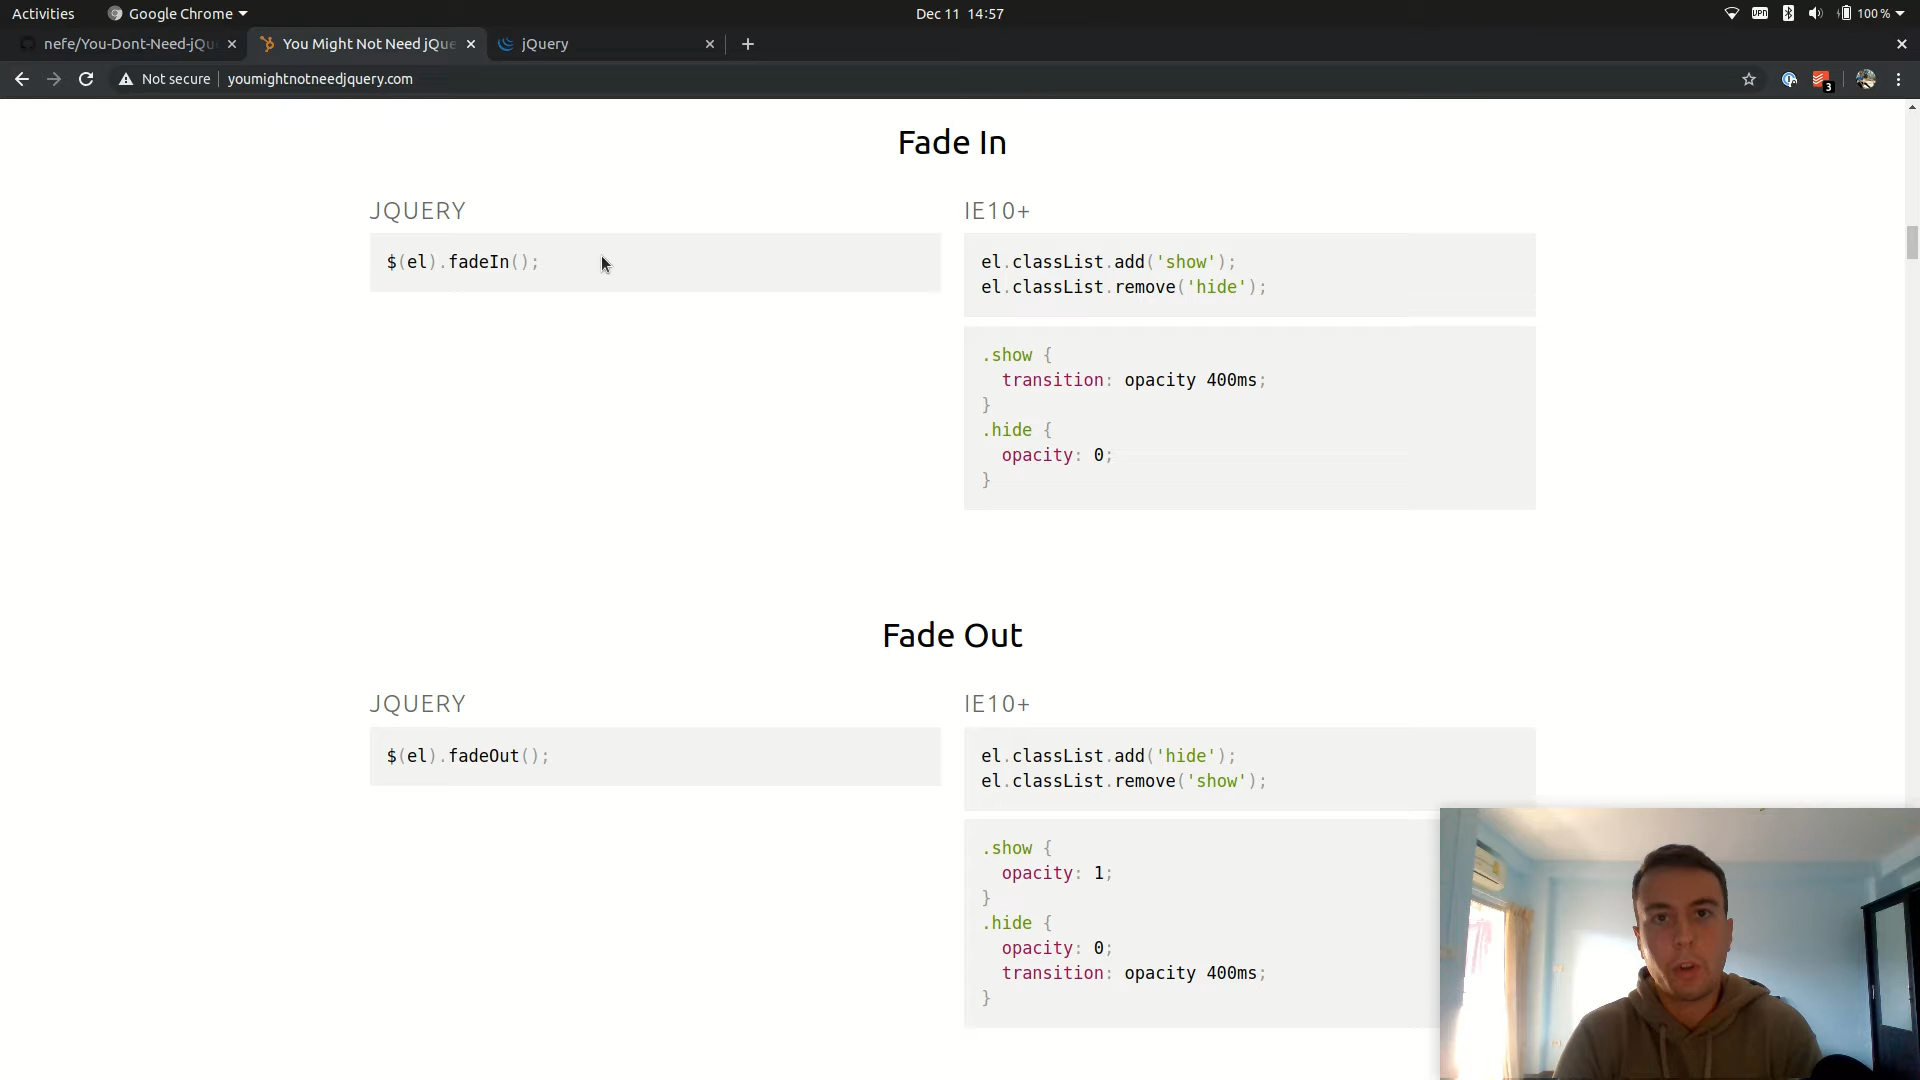 Activities
Google Chrome
Dec 11 14:57
VPN
100 %
nefe/You-Dont-Need-jQu
You Might Not Need jQue
jQuery
Not secure
youmightnotneedjquery.com
3
Fade In
JQUERY
$(el).fadeIn();
IE10+
el.classList.add('show');
el.classList.remove('hide');
.show {
transition: opacity 400ms;
}
.hide {
opacity: 0;
}
Fade Out
JQUERY
$(el).fadeOut();
IE10+
el.classList.add('hide');
el.classList.remove('show');
.show {
opacity: 1;
}
.hide {
opacity: 0;
transition: opacity 400ms;
}